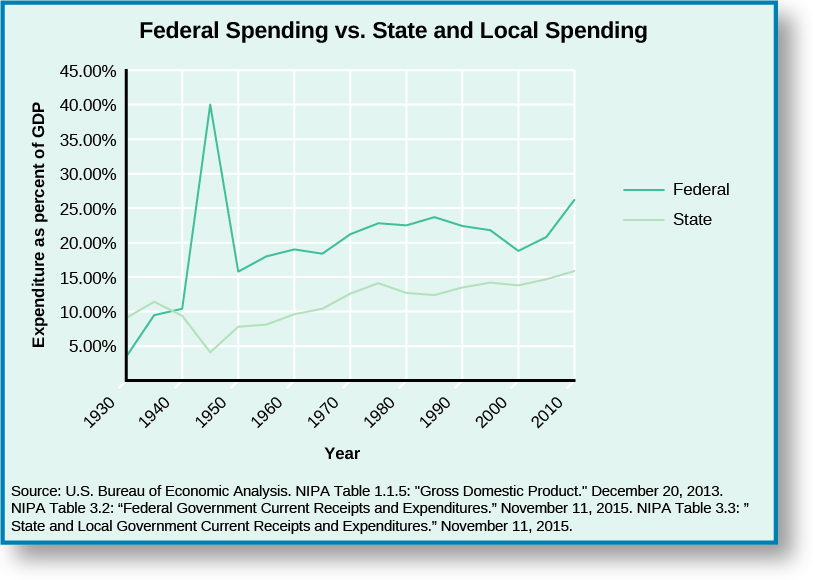 Federal Spending vs. State and Local Spending
Expenditure as percent of GDP
45.00%
40.00%
35.00%
30.00%
25.00%
20.00%
15.00%
10.00%
5.00%
Federal
State
1930
1940
1950
1960
1970
1980
1990
2000
2010
Year
Source: U.S. Bureau of Economic Analysis. NIPA Table 1.1.5: "Gross Domestic Product." December 20, 2013.
NIPA Table 3.2: “Federal Government Current Receipts and Expenditures.” November 11, 2015. NIPA Table 3.3: ”
State and Local Government Current Receipts and Expenditures.” November 11, 2015.